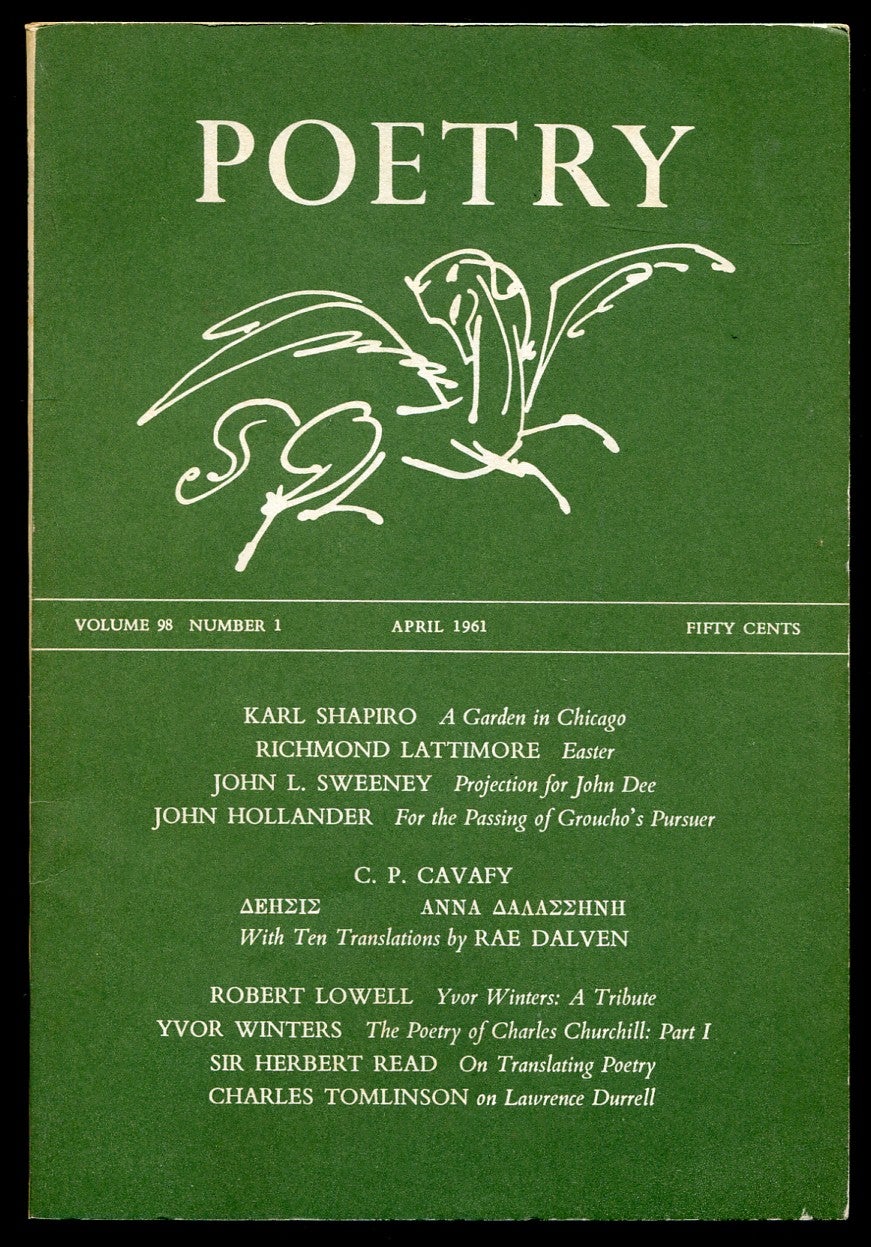 POETRY
VOLUME 98 NUMBER 1 APRIL 1961 FIFTY CENTS
KARL SHAPIRO A Garden in Chicago
RICHMOND LATTIMORE Easter
JOHN L. SWEENEY Projection for John Dee
JOHN HOLLANDER For the Passing of Groucho's Pursuer
C. P. CAVAFY
ΔΕΗΣΙΣ ΑΝΝΑ ΔΑΛΑΣΣΗΝΗ
With Ten Translations by RAE DALVEN
ROBERT LOWELL Yvor Winters: A Tribute
YVOR WINTERS The Poetry of Charles Churchill: Part I
SIR HERBERT READ On Translating Poetry
CHARLES TOMLINSON on Lawrence Durrell